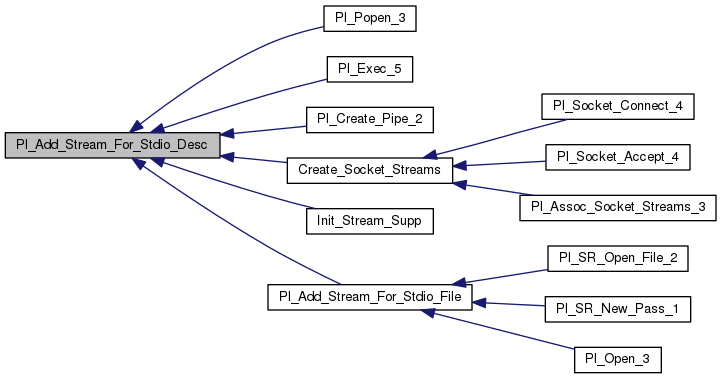 Pl_Popen_3
Pl_Exec_5
Pl_Socket_Connect_4
Pl_Create_Pipe_2
Pl_Add_Stream_For_Stdio_Desc
Pl_Socket_Accept_4
Create_Socket_Streams
Pl_Assoc_Socket_Streams_3
Init_Stream_Supp
Pl_SR_Open_File_2
Pl_Add_Stream_For_Stdio_File
Pl_SR_New_Pass_1
Pl_Open_3